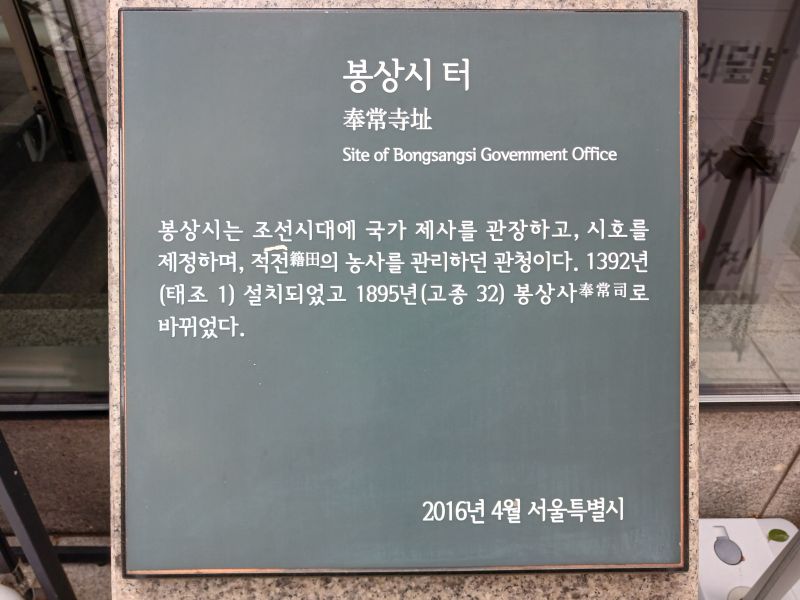 봉상시 터
奉常寺址
Site of Bongsangsi Government Office
봉상시는 조선시대에 국가 제사를 관장하고, 시호를
제정하며, 적전籍田의 농사를 관리하던 관청이다. 1392년
(태조 1) 설치되었고 1895년(고종 32) 봉상사奉常司로
바뀌었다.
2016년 4월 서울특별시